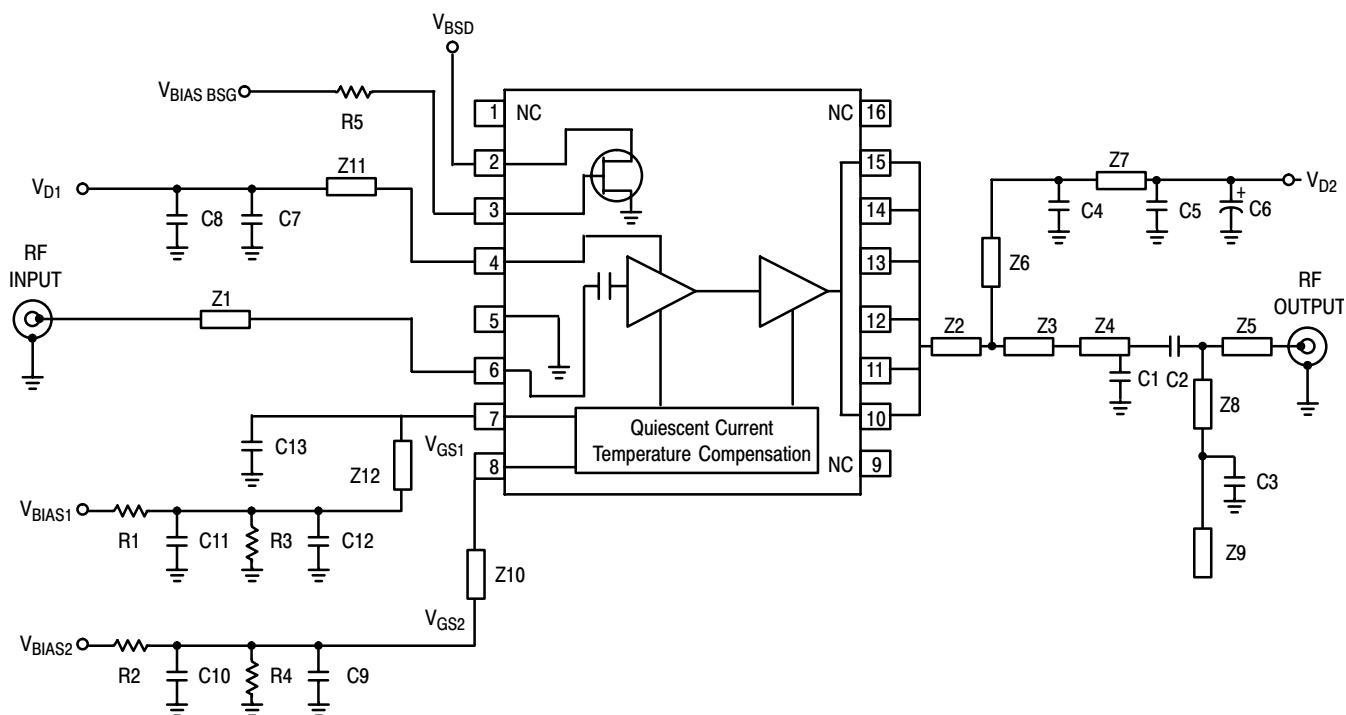 V_BSD
V_BIAS BSG
R5
1
NC
NC
16
2
15
Z11
Z7
V_D1
V_D2
3
14
C8
C7
C4
C5
+
C6
4
13
RF
INPUT
Z6
RF
OUTPUT
Z1
5
12
Z2
Z3
Z4
Z5
6
11
C1
C2
7
10
Z8
C13
V_GS1
Quiescent Current
Temperature Compensation
8
NC
9
Z12
C3
V_BIAS1
R1
C11
R3
C12
Z10
Z9
V_GS2
V_BIAS2
R2
C10
R4
C9